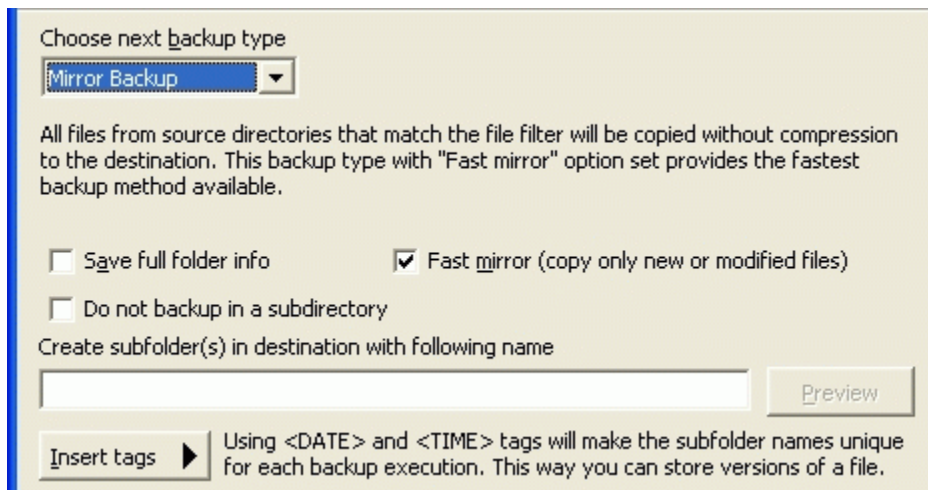 Choose next backup type
Mirror Backup
All files from source directories that match the file filter will be copied without compression
to the destination. This backup type with "Fast mirror" option set provides the fastest
backup method available.
Save full folder info
Fast mirror (copy only new or modified files)
Do not backup in a subdirectory
Create subfolder(s) in destination with following name
Preview
Insert tags
Using <DATE> and <TIME> tags will make the subfolder names unique
for each backup execution. This way you can store versions of a file.